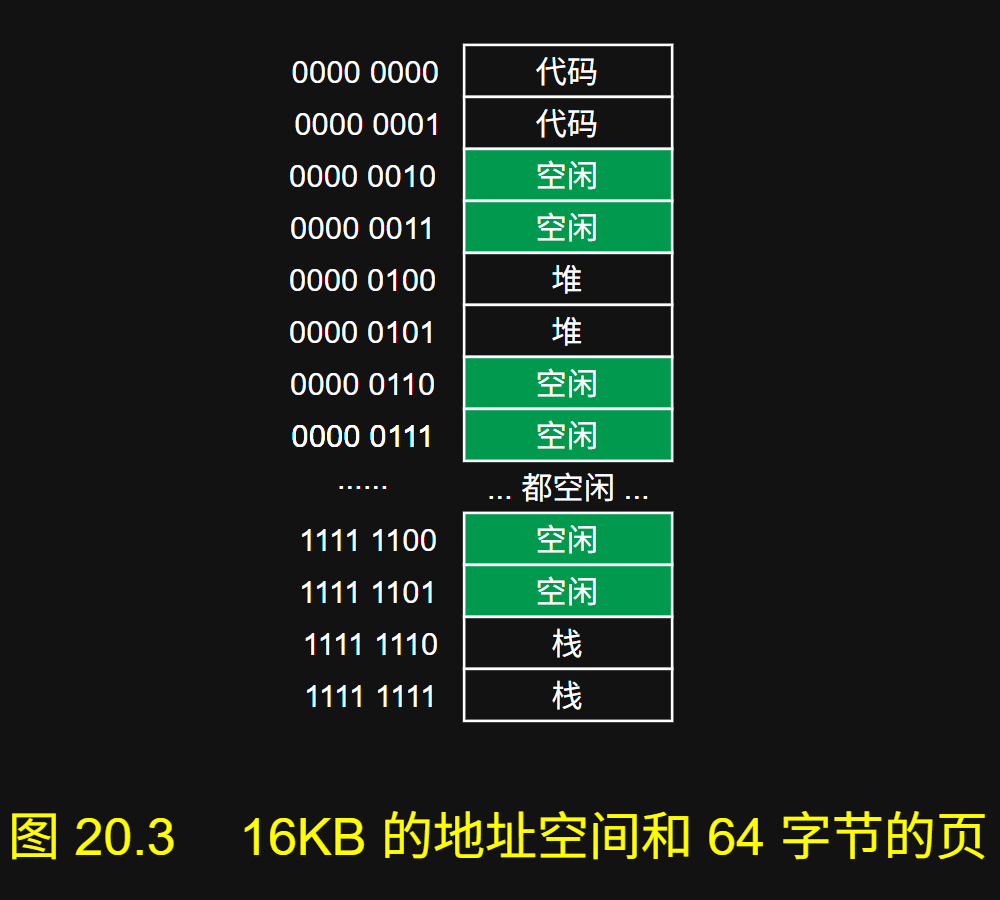 0000 0000 代码
0000 0001 代码
0000 0010 空闲
0000 0011 空闲
0000 0100 堆
0000 0101 堆
0000 0110 空闲
0000 0111 空闲
...... ... 都空闲 ...
1111 1100 空闲
1111 1101 空闲
1111 1110 栈
1111 1111 栈
图 20.3 16KB 的地址空间和 64 字节的页